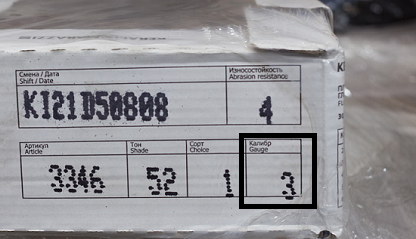 Смена / Дата Износостойкость
Shift / Date Abrasion resistance
KI21D50808 4
Артикул Тон Сорт Калибр
Article Shade Choice Gauge
3346 52 1 3